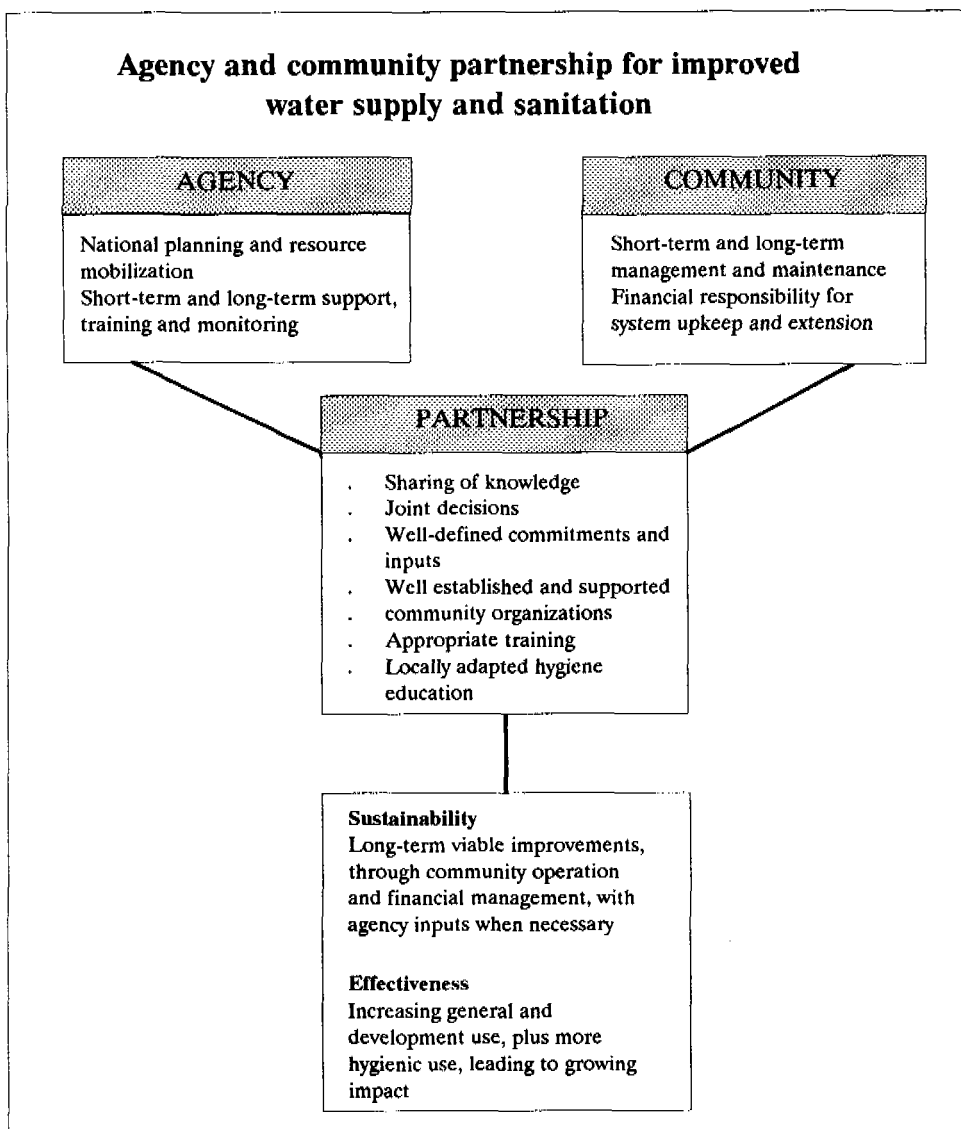 Agency and community partnership for improved
water supply and sanitation
AGENCY
National planning and resource
mobilization
Short-term and long-term support,
training and monitoring
COMMUNITY
Short-term and long-term
management and maintenance
Financial responsibility for
system upkeep and extension
PARTNERSHIP
. Sharing of knowledge
. Joint decisions
. Well-defined commitments and
inputs
. Well established and supported
. community organizations
. Appropriate training
. Locally adapted hygiene
education
Sustainability
Long-term viable improvements,
through community operation
and financial management, with
agency inputs when necessary
Effectiveness
Increasing general and
development use, plus more
hygienic use, leading to growing
impact